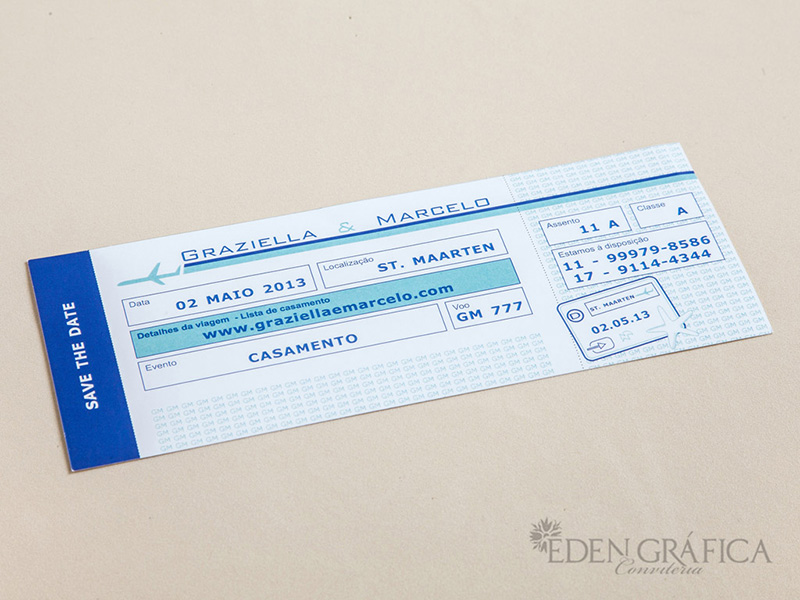 SAVE THE DATE
GRAZIELLA & MARCELO
Data
02 MAIO 2013
Localização
ST. MAARTEN
Detalhes da viagem - Lista de casamento
www.graziellaemarcelo.com
Evento
CASAMENTO
Voo
GM 777
Assento
11 A
Classe
A
Estamos à disposição
11 - 99979-8586
17 - 9114-4344
ST. MAARTEN
02.05.13
EDEN GRÁFICA
Conviteria